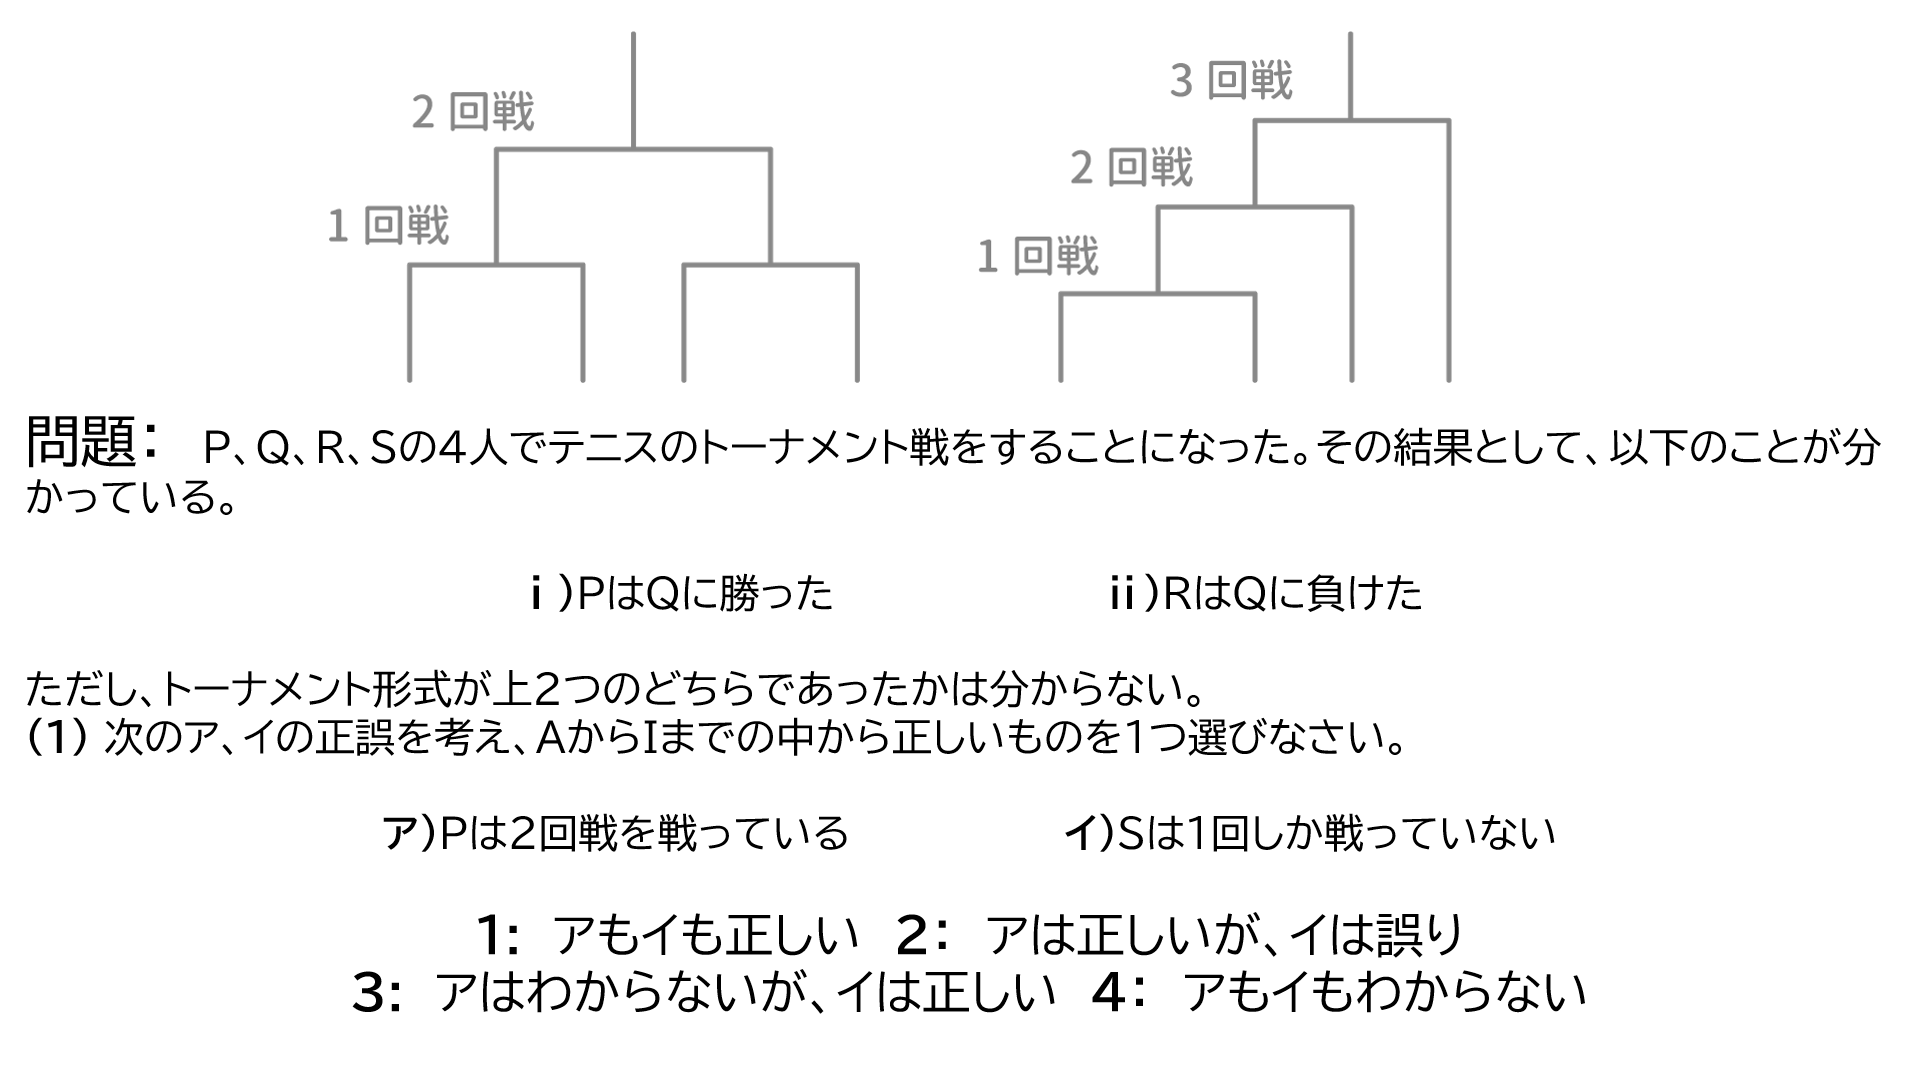 2 回戦
1 回戦
3 回戦
2 回戦
1 回戦
問題： P、Q、R、Sの4人でテニスのトーナメント戦をすることになった。その結果として、以下のことが分
かっている。
ⅰ)PはQに勝った ⅱ)RはQに負けた
ただし、トーナメント形式が上2つのどちらであったかは分からない。
(1) 次のア、イの正誤を考え、AからIまでの中から正しいものを1つ選びなさい。
ア)Pは2回戦を戦っている イ)Sは1回しか戦っていない
1: アもイも正しい 2： アは正しいが、イは誤り
3: アはわからないが、イは正しい 4： アもイもわからない